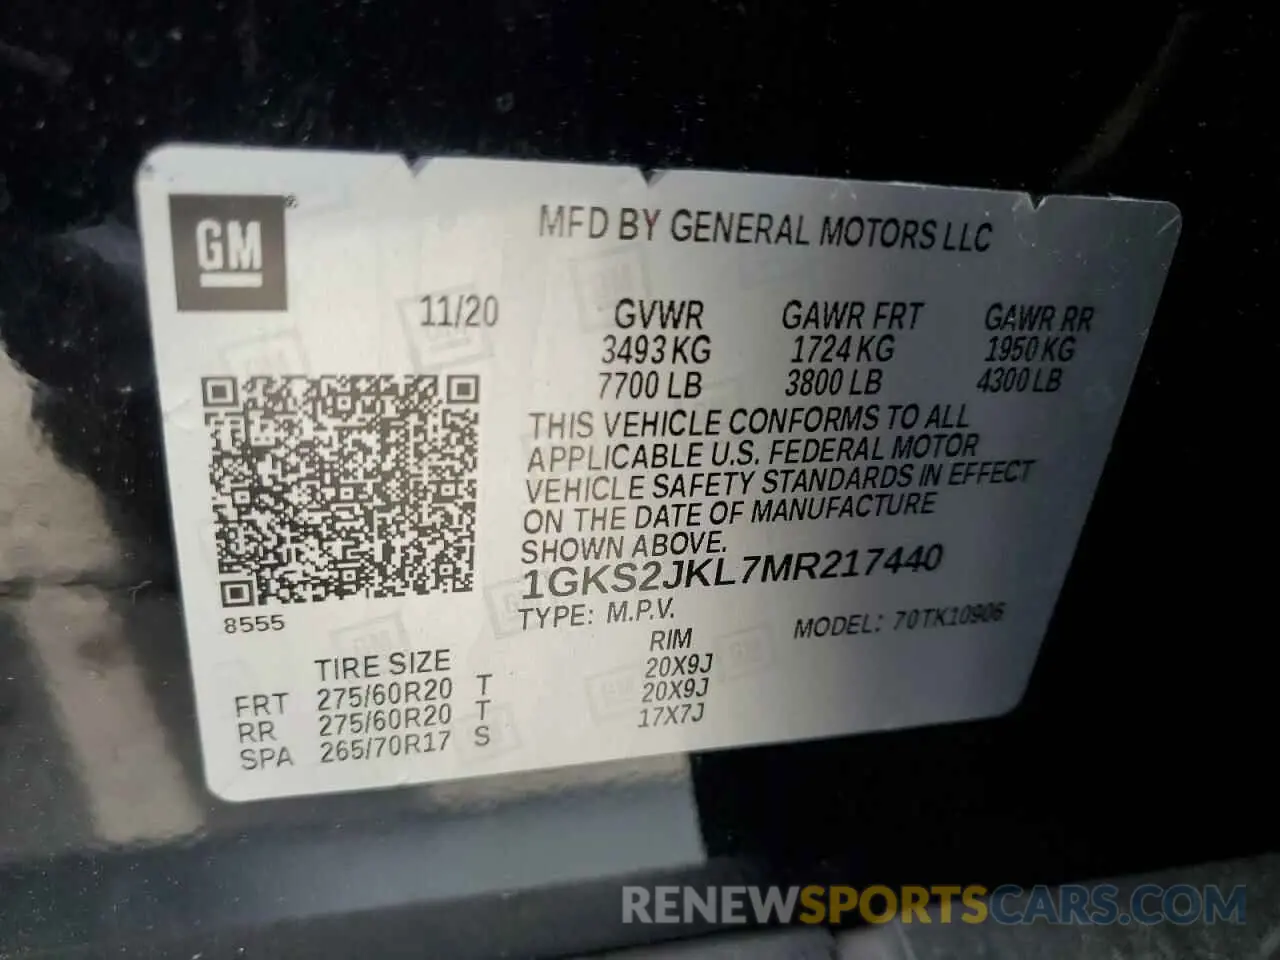 GM
MFD BY GENERAL MOTORS LLC
11/20 GVWR GAWR FRT GAWR RR
3493 KG 1724 KG 1950 KG
7700 LB 3800 LB 4300 LB
THIS VEHICLE CONFORMS TO ALL
APPLICABLE U.S. FEDERAL MOTOR
VEHICLE SAFETY STANDARDS IN EFFECT
ON THE DATE OF MANUFACTURE
SHOWN ABOVE.
1GKS2JKL7MR217440
8555
TYPE: M.P.V. MODEL: 70TK10906
TIRE SIZE RIM
FRT 275/60R20 T 20X9J
RR 275/60R20 T 20X9J
SPA 265/70R17 S 17X7J
RENEWSPORTSCARS.COM